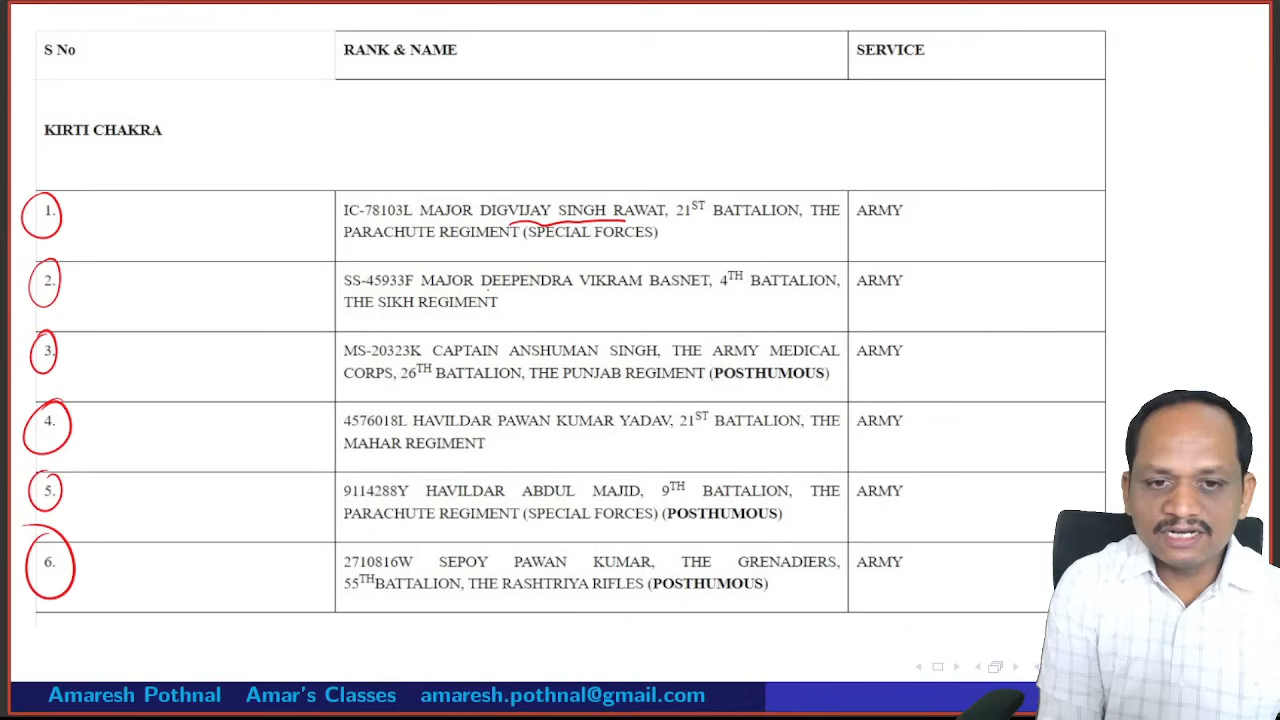 S No RANK & NAME SERVICE
KIRTI CHAKRA
1. IC-78103L MAJOR DIGVIJAY SINGH RAWAT, 21ST BATTALION, THE ARMY
PARACHUTE REGIMENT (SPECIAL FORCES)
2. SS-45933F MAJOR DEEPENDRA VIKRAM BASNET, 4TH BATTALION, ARMY
THE SIKH REGIMENT
3. MS-20323K CAPTAIN ANSHUMAN SINGH, THE ARMY MEDICAL ARMY
CORPS, 26TH BATTALION, THE PUNJAB REGIMENT (POSTHUMOUS)
4. 4576018L HAVILDAR PAWAN KUMAR YADAV, 21ST BATTALION, THE ARMY
MAHAR REGIMENT
5. 9114288Y HAVILDAR ABDUL MAJID, 9TH BATTALION, THE ARMY
PARACHUTE REGIMENT (SPECIAL FORCES) (POSTHUMOUS)
6. 2710816W SEPOY PAWAN KUMAR, THE GRENADIERS, ARMY
55THBATTALION, THE RASHTRIYA RIFLES (POSTHUMOUS)
Amaresh Pothnal Amar's Classes amaresh.pothnal@gmail.com